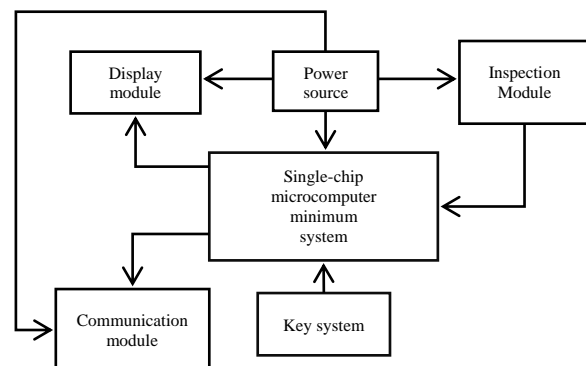 Display
module
Power
source
Inspection
Module
Single-chip
microcomputer
minimum
system
Communication
module
Key system